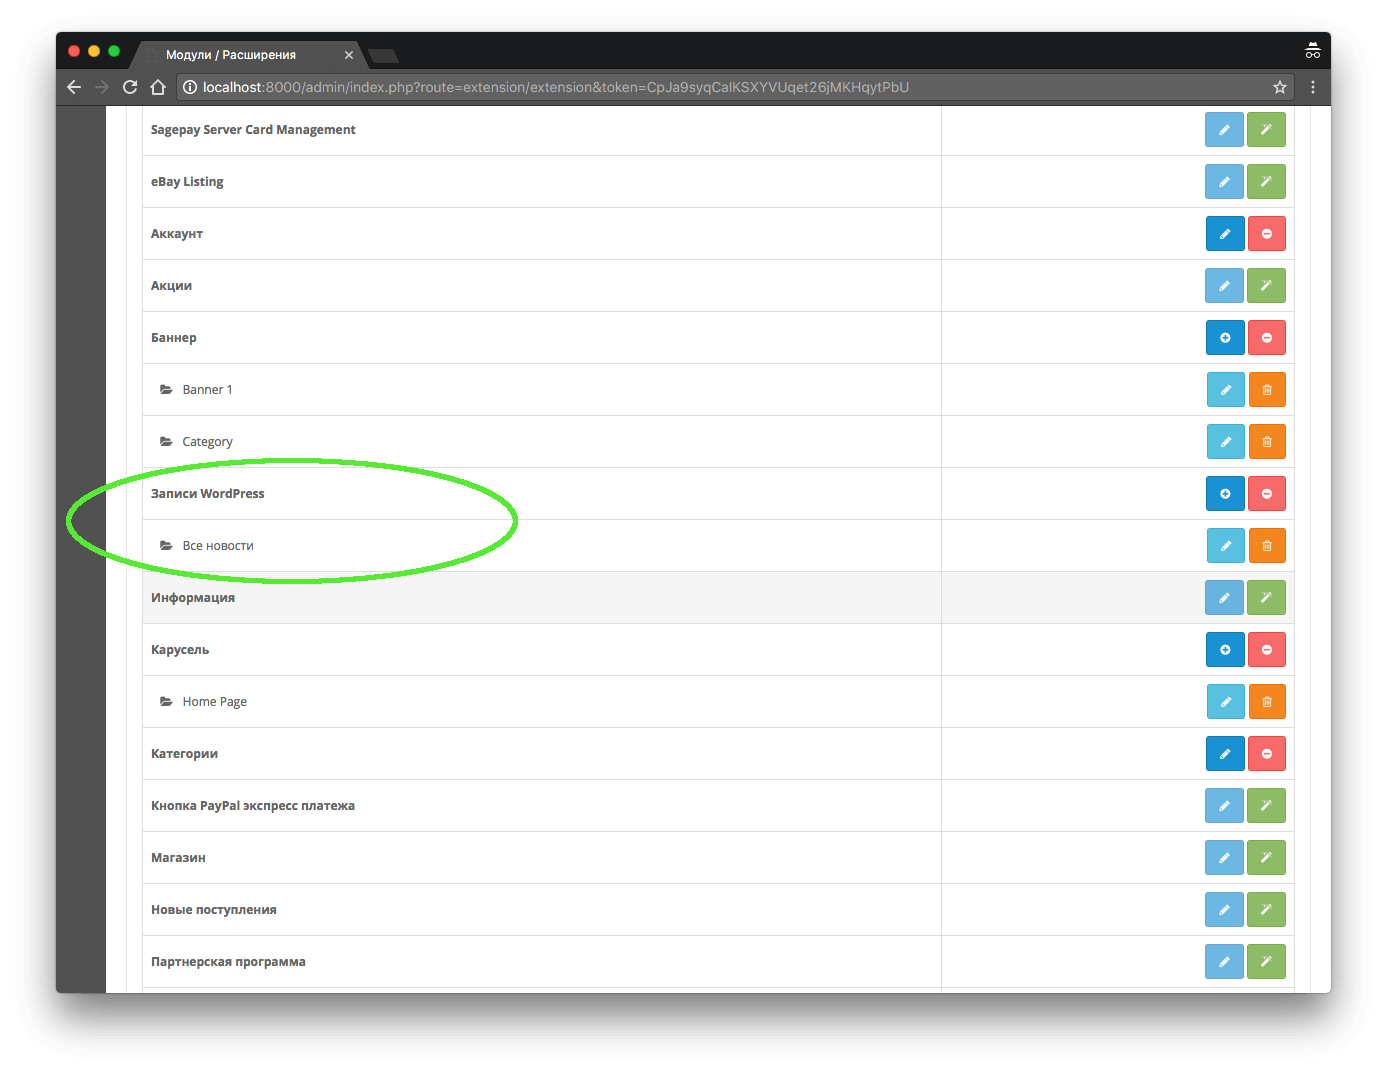 Модули / Расширения
localhost:8000/admin/index.php?route=extension/extension&token=CpJa9syqCalKSXYVUqet26jMKHqytPbU
Sagepay Server Card Management
eBay Listing
Аккаунт
Акции
Баннер
Banner 1
Category
Записи WordPress
Все новости
Информация
Карусель
Home Page
Категории
Кнопка PayPal экспресс платежа
Магазин
Новые поступления
Партнерская программа